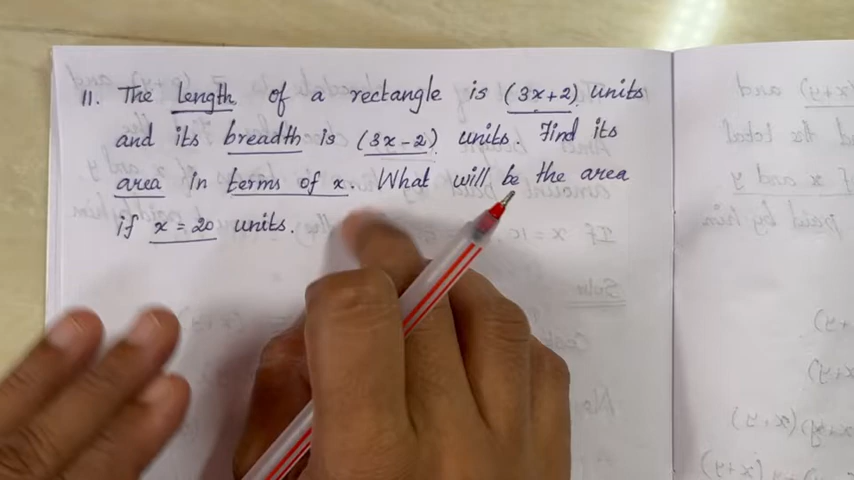 11. The length of a rectangle is (3x+2) units
and its breadth is (3x-2) units. Find its
area in terms of x. What will be the area
if x = 20 units.